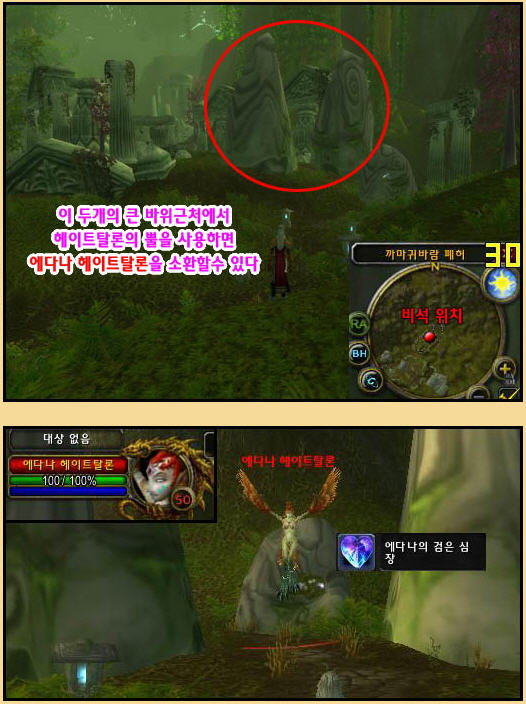 이 두개의 큰 바위근처에서
헤이트탈론의 뿔을 사용하면
에다나 헤이트탈론을 소환할수 있다
까마귀바람 폐허
30
N
비석 위치
RA
BH
대상 없음
에다나 헤이트탈론
100/ 100%
50
에다나 헤이트탈론
에다나의 검은 심
장